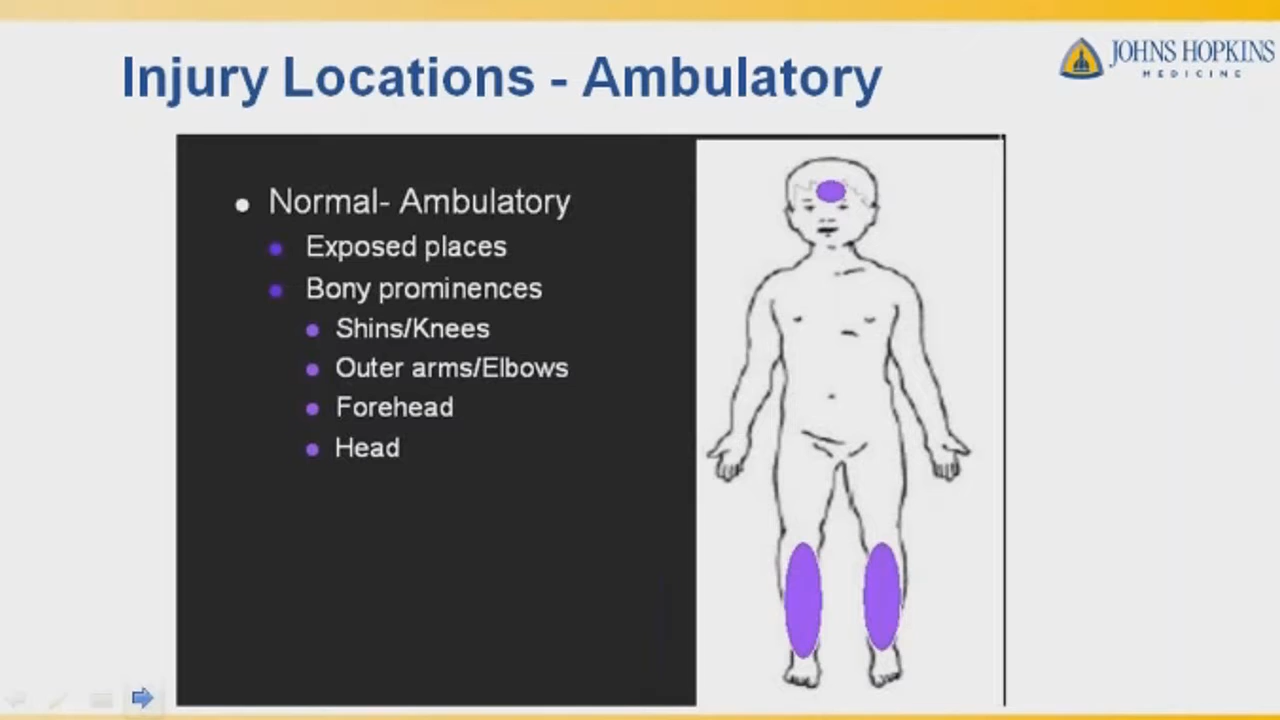 Injury Locations - Ambulatory
JOHNS HOPKINS
MEDICINE
Normal- Ambulatory
Exposed places
Bony prominences
Shins/Knees
Outer arms/Elbows
Forehead
Head